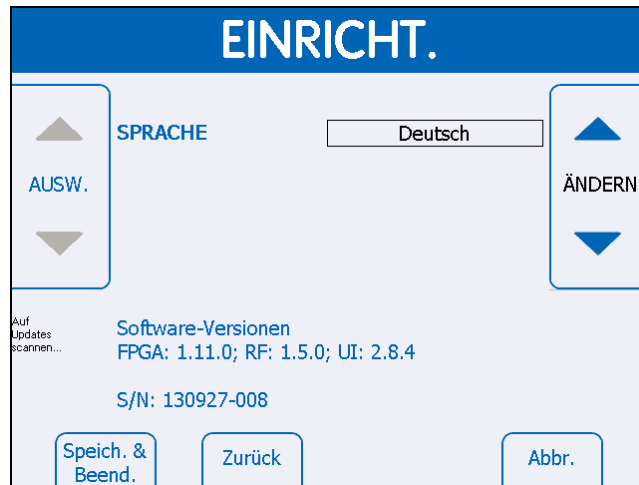 EINRICHT.
SPRACHE
Deutsch
AUSW.
ÄNDERN
Auf
Updates
scannen...
Software-Versionen
FPGA: 1.11.0; RF: 1.5.0; UI: 2.8.4
S/N: 130927-008
Speich. &
Beend.
Zurück
Abbr.